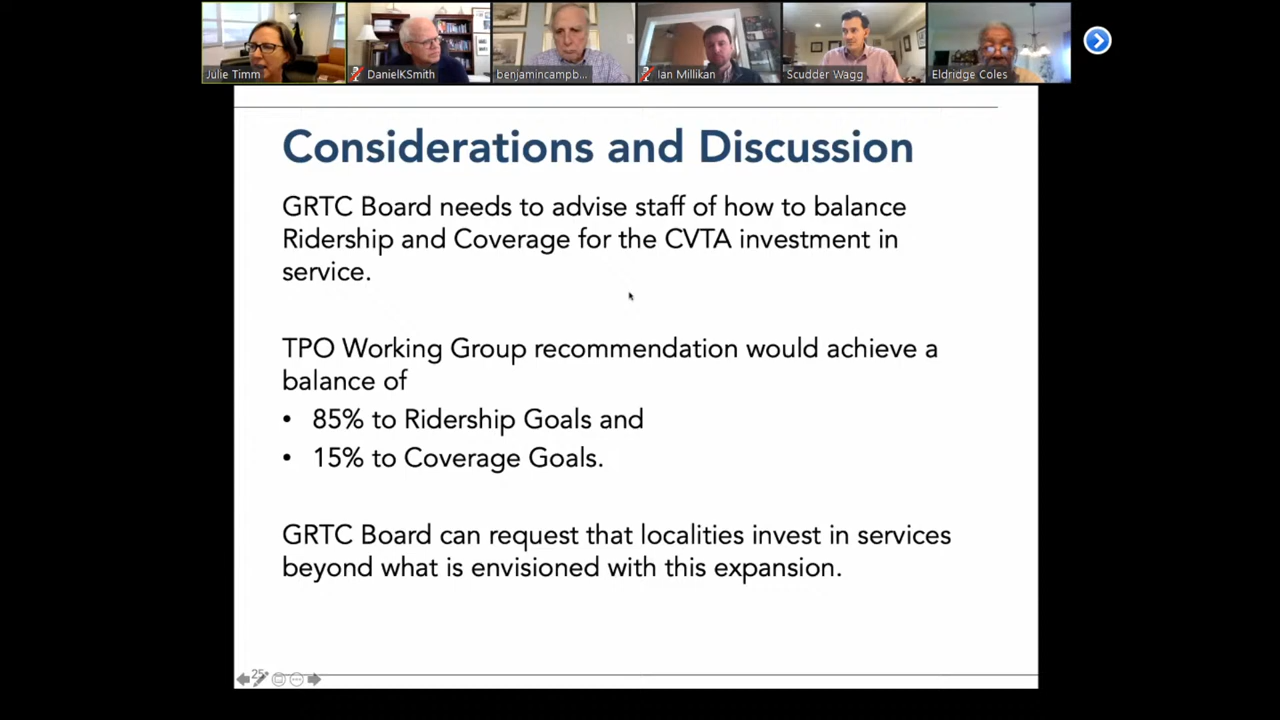 Julie Timm
DanielKSmith
benjamincampb...
Ian Millikan
Scudder Wagg
Eldridge Coles
Considerations and Discussion
GRTC Board needs to advise staff of how to balance
Ridership and Coverage for the CVTA investment in
service.
TPO Working Group recommendation would achieve a
balance of
• 85% to Ridership Goals and
• 15% to Coverage Goals.
GRTC Board can request that localities invest in services
beyond what is envisioned with this expansion.
25